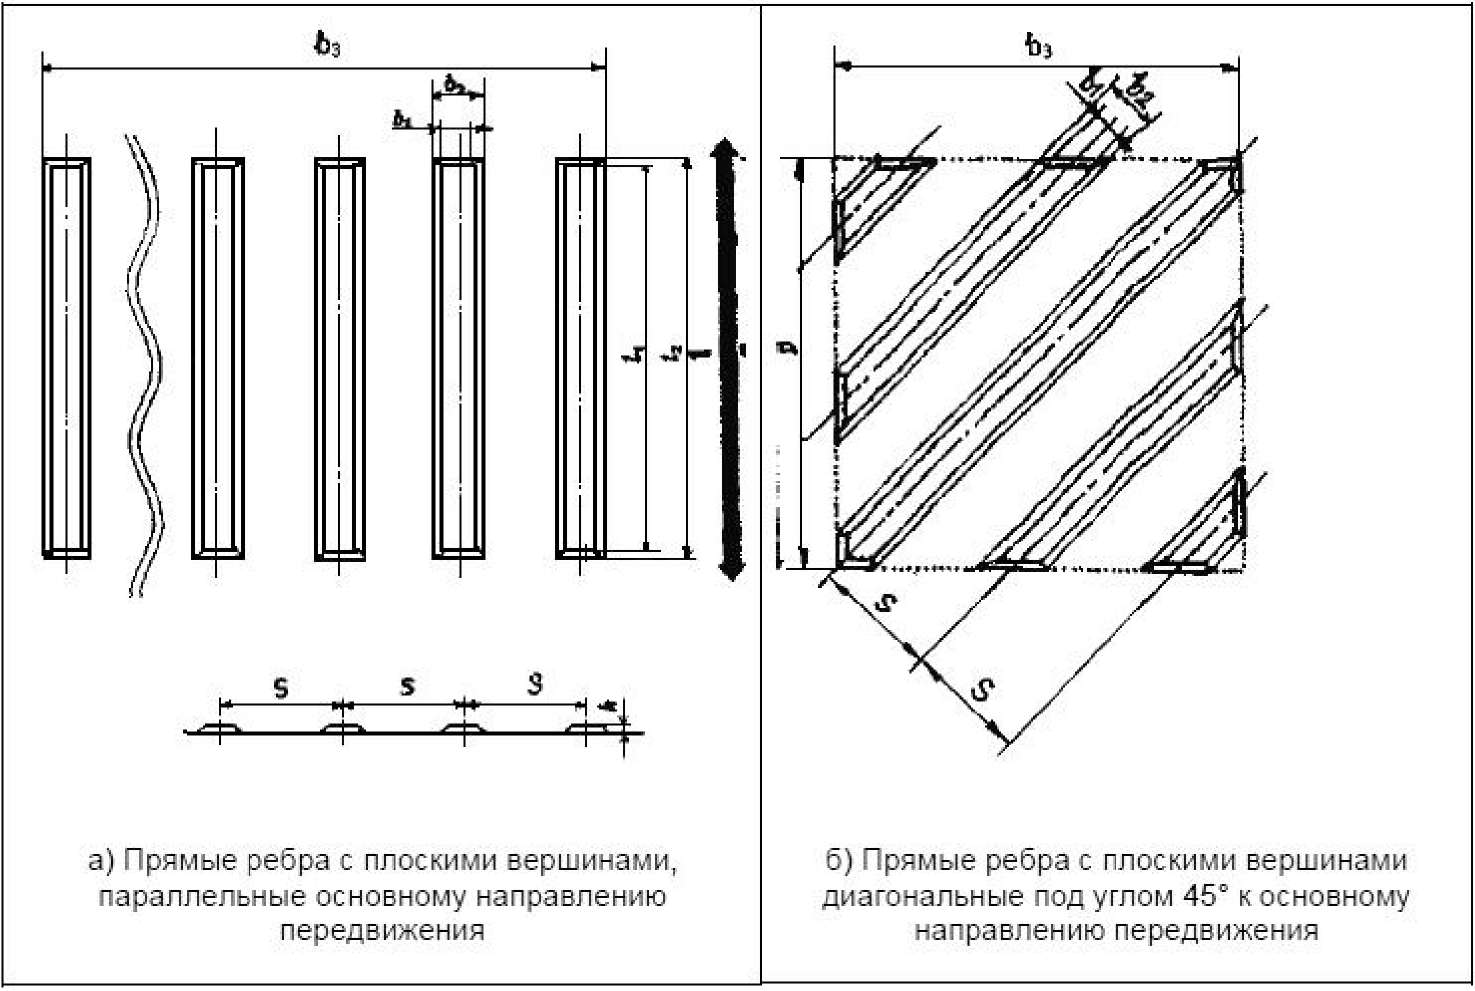 b3
b2
b1
l1
l2
S
S
S
h
а) Прямые ребра с плоскими вершинами,
параллельные основному направлению
передвижения
b3
b1
b2
S
S
б) Прямые ребра с плоскими вершинами
диагональные под углом 45° к основному
направлению передвижения